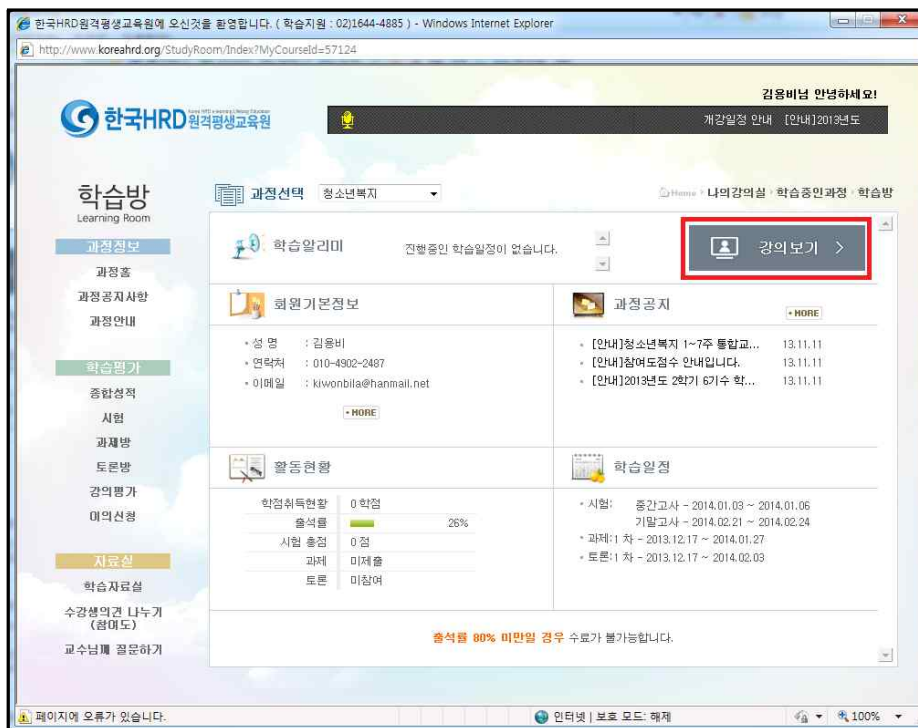 한국HRD원격평생교육원에 오신것을 환영합니다. ( 학습지원 : 02)1644-4885 ) - Windows Internet Explorer
http://www.koreahrd.org/StudyRoom/Index?MyCourseId=57124
김용비님 안녕하세요!
한국HRD원격평생교육원
개강일정 안내 [안내]2013년도
학습방
Learning Room
과정선택 청소년복지
Home 나의강의실 학습중인과정 학습방
과정정보
과정홈
과정공지사항
과정안내
학습평가
종합성적
시험
과제방
토론방
강의평가
이의신청
자료실
학습자료실
수강생의견 나누기
(참여도)
교수님께 질문하기
학습알리미
진행중인 학습일정이 없습니다.
강의보기 >
회원기본정보
• 성 명 : 김용비
• 연락처 : 010-4902-2487
• 이메일 : kiwonbila@hanmail.net
• MORE
과정공지
• MORE
• [안내]청소년복지 1~7주 통합교... 13.11.11
• [안내]참여도점수 안내입니다. 13.11.11
• [안내]2013년도 2학기 6기수 학... 13.11.11
활동현황
학점취득현황 0 학점
출석률 26%
시험 총점 0 점
과제 미제출
토론 미참여
학습일정
• 시험: 중간고사 - 2014.01.03 ~ 2014.01.06
기말고사 - 2014.02.21 ~ 2014.02.24
• 과제:1 차 - 2013.12.17 ~ 2014.01.27
• 토론:1 차 - 2013.12.17 ~ 2014.02.03
출석률 80% 미만일 경우 수료가 불가능합니다.
페이지에 오류가 있습니다.
인터넷 | 보호 모드: 해제
100%